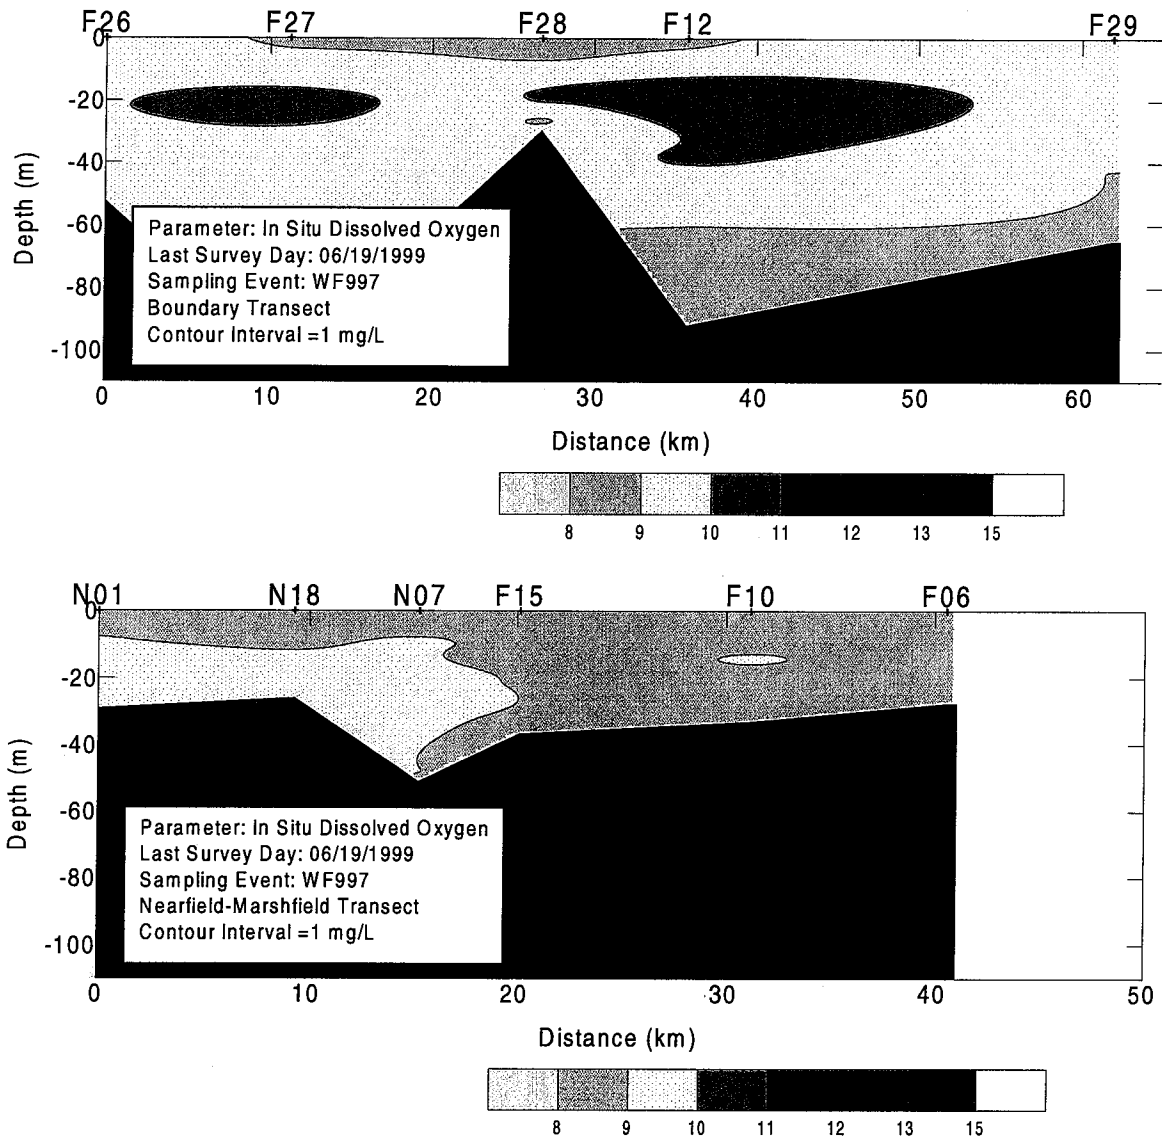 F26 F27 F28 F12 F29
0
-20
-40
-60
-80
-100
Depth (m)
Parameter: In Situ Dissolved Oxygen
Last Survey Day: 06/19/1999
Sampling Event: WF997
Boundary Transect
Contour Interval =1 mg/L
0 10 20 30 40 50 60
Distance (km)
8 9 10 11 12 13 15
N01 N18 N07 F15 F10 F06
0
-20
-40
-60
-80
-100
Depth (m)
Parameter: In Situ Dissolved Oxygen
Last Survey Day: 06/19/1999
Sampling Event: WF997
Nearfield-Marshfield Transect
Contour Interval =1 mg/L
0 10 20 30 40 50
Distance (km)
8 9 10 11 12 13 15